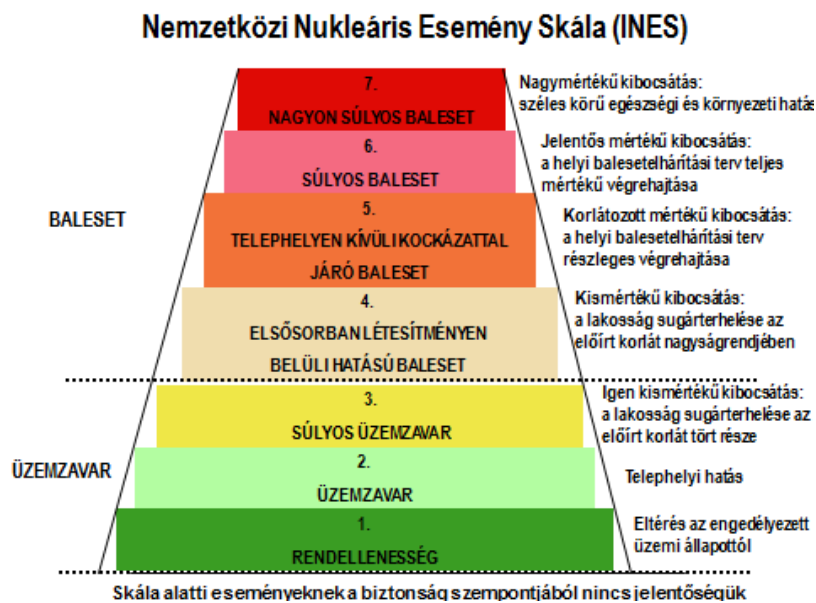 Nemzetközi Nukleáris Esemény Skála (INES)
7.
NAGYON SÚLYOS BALESET
Nagymértékű kibocsátás:
széles körű egészségi és környezeti hatás
6.
SÚLYOS BALESET
Jelentős mértékű kibocsátás:
a helyi balesetelhárítási terv teljes
mértékű végrehajtása
BALESET
5.
TELEPHELYEN KÍVÜLI KOCKÁZATTAL
JÁRÓ BALESET
Korlátozott mértékű kibocsátás:
a helyi balesetelhárítási terv
részleges végrehajtása
4.
ELSŐSORBAN LÉTESÍTMÉNYEN
BELÜLI HATÁSÚ BALESET
Kismértékű kibocsátás:
a lakosság sugárterhelése az
előírt korlát nagyságrendjében
3.
SÚLYOS ÜZEMZAVAR
Igen kismértékű kibocsátás:
a lakosság sugárterhelése az
előírt korlát tört része
ÜZEMZAVAR
2.
ÜZEMZAVAR
Telephelyi hatás
1.
RENDELLENESSÉG
Eltérés az engedélyezett
üzemi állapottól
Skála alatti eseményeknek a biztonság szempontjából nincs jelentőségük